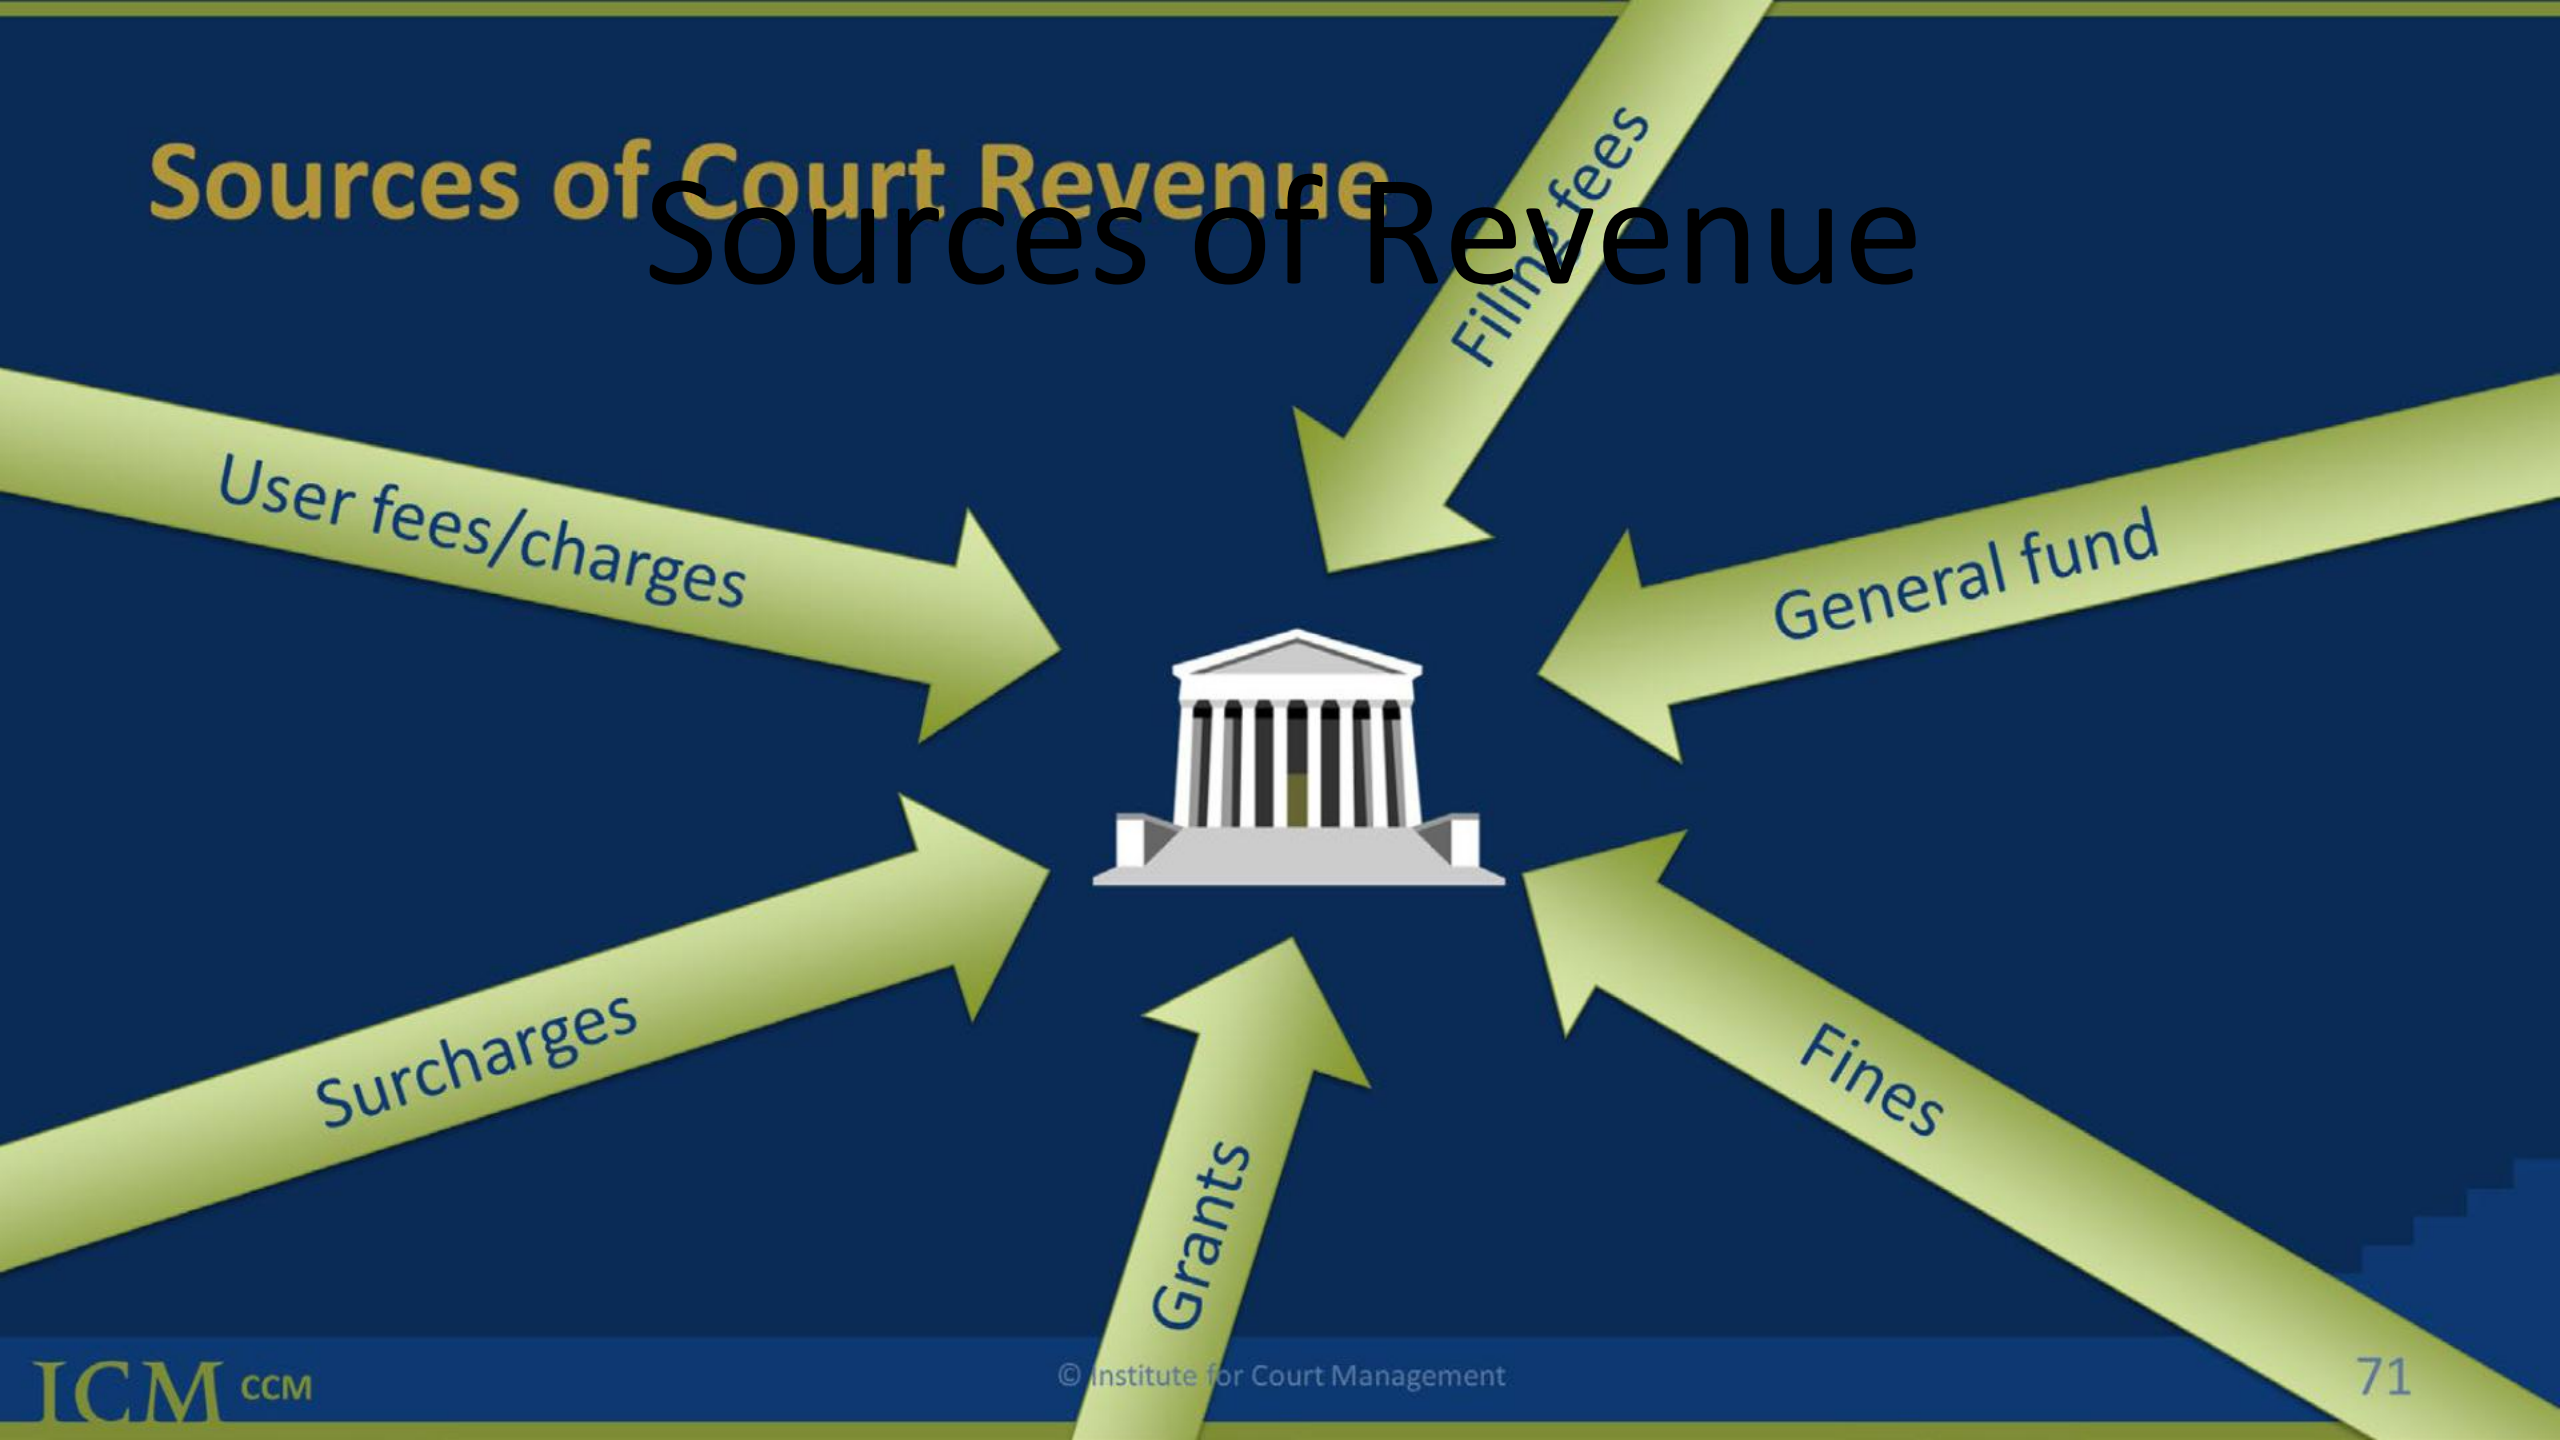 Sources of Court Revenue
Sources of Revenue
Filing fees
User fees/charges
General fund
Surcharges
Fines
Grants
ICM CCM
© Institute for Court Management
71